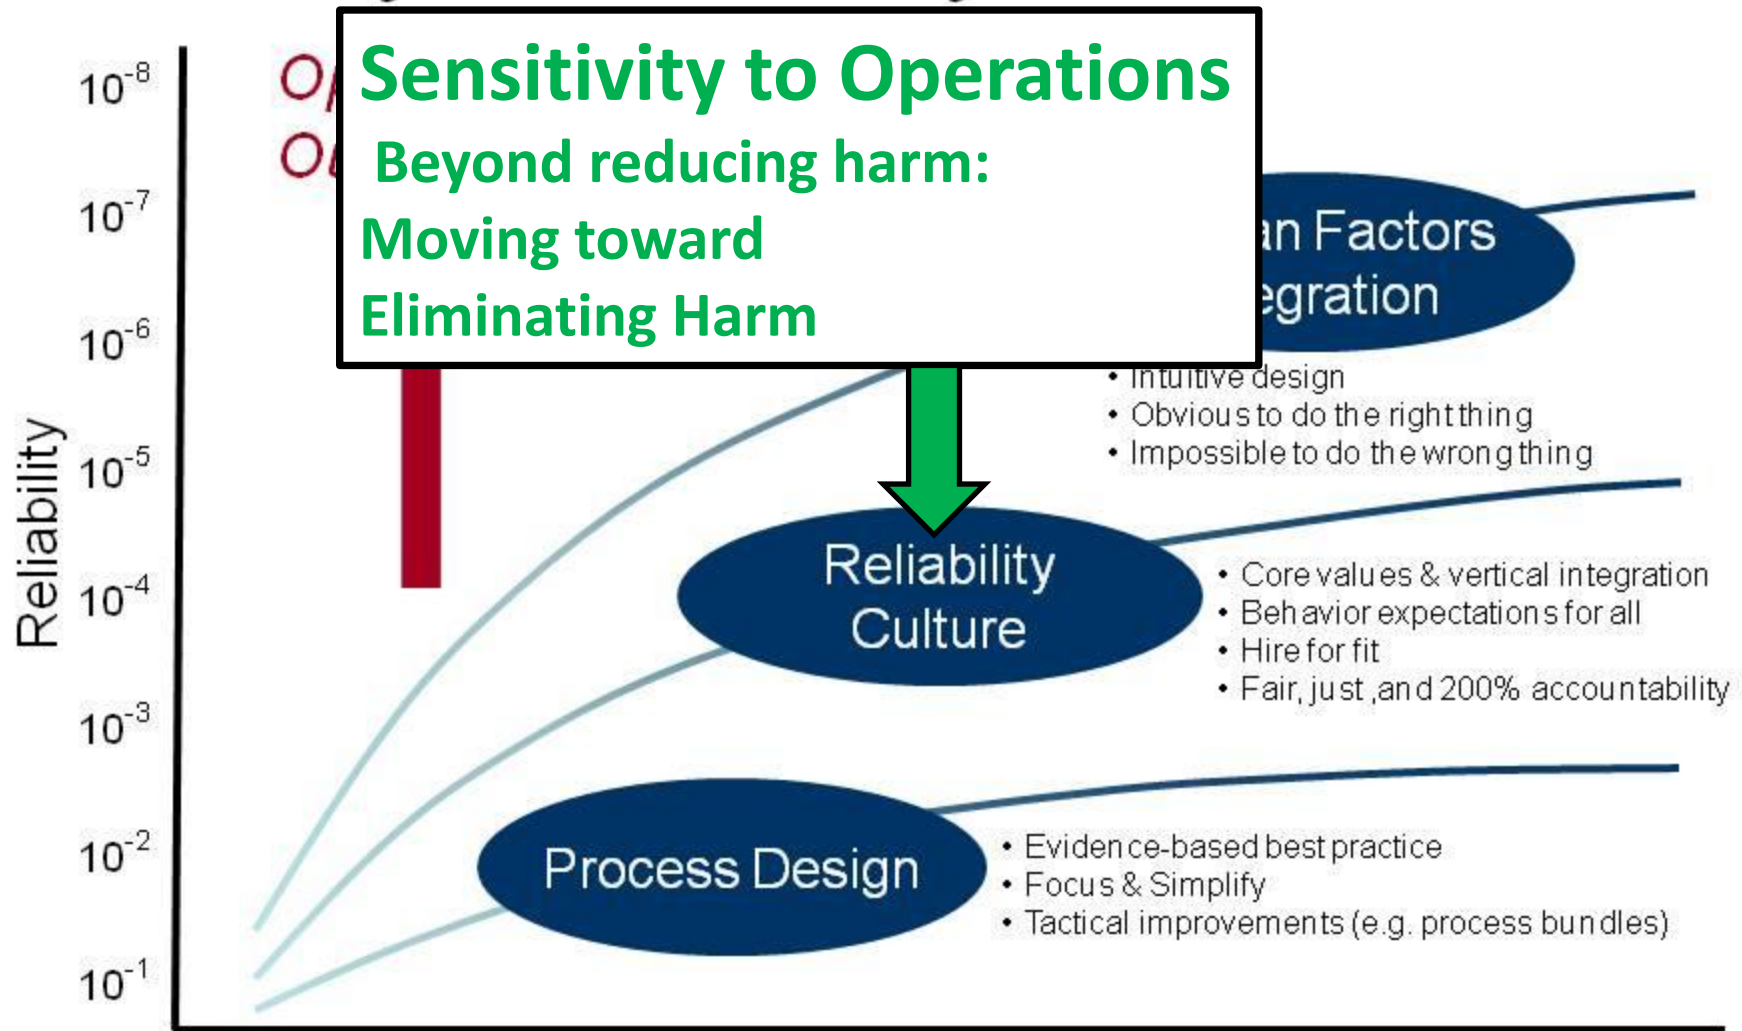 Sensitivity to Operations
Beyond reducing harm:
Moving toward
Eliminating Harm
10-8
10-7
10-6
10-5
10-4
10-3
10-2
10-1
Reliability
Factors
• Intuitive design
• Obvious to do the right thing
• Impossible to do the wrong thing
Reliability
Culture
• Core values & vertical integration
• Behavior expectations for all
• Hire for fit
• Fair, just ,and 200% accountability
Process Design
• Evidence-based best practice
• Focus & Simplify
• Tactical improvements (e.g. process bundles)